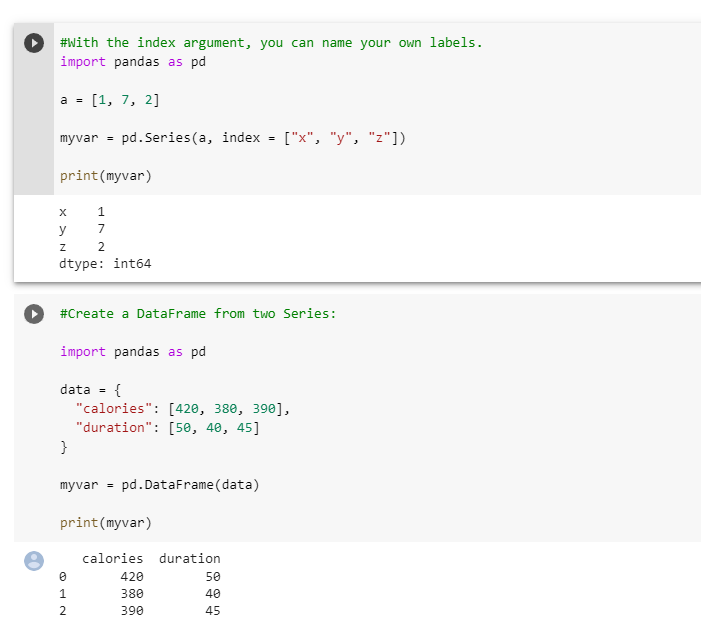 #With the index argument, you can name your own labels.
import pandas as pd
a = [1, 7, 2]
myvar = pd.Series(a, index = ["x", "y", "z"])
print(myvar)
x    1
y    7
z    2
dtype: int64
#Create a DataFrame from two Series:
import pandas as pd
data = {
  "calories": [420, 380, 390],
  "duration": [50, 40, 45]
}
myvar = pd.DataFrame(data)
print(myvar)
   calories  duration
0       420        50
1       380        40
2       390        45